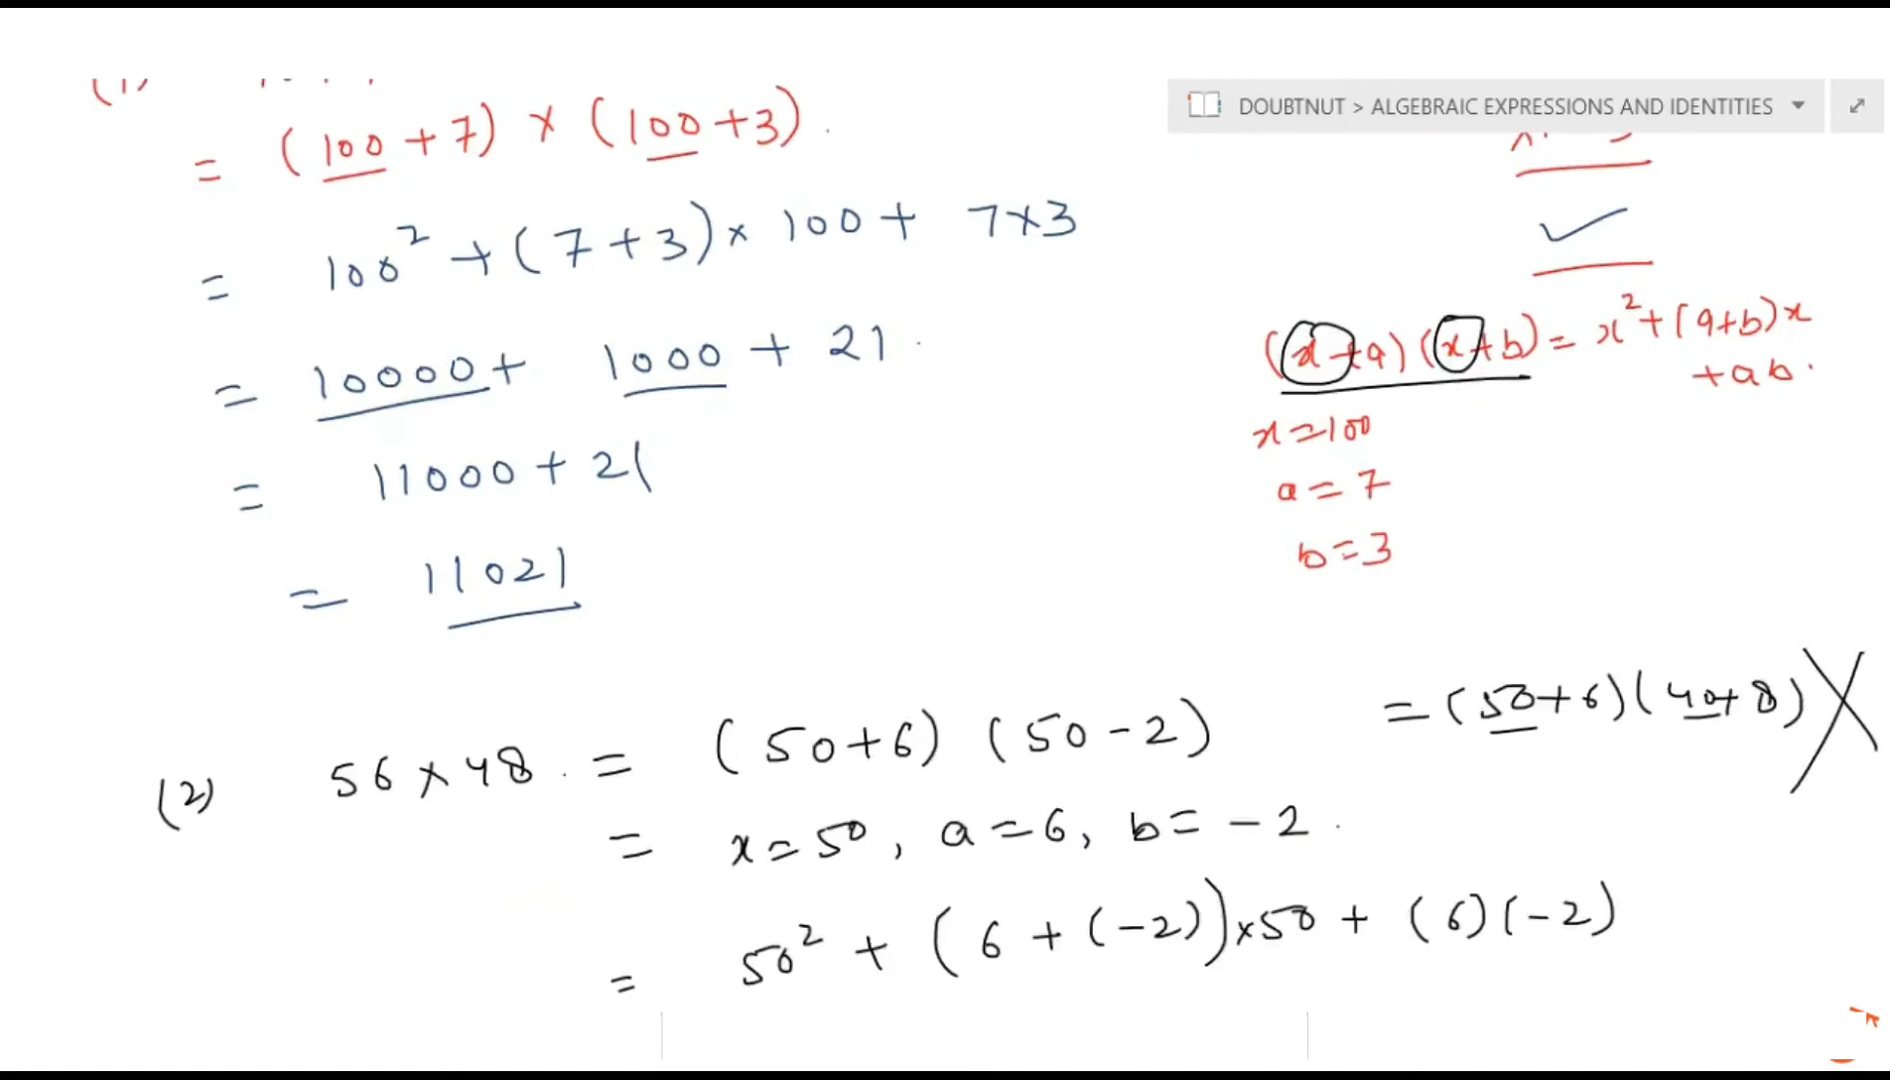 (1)
DOUBTNUT > ALGEBRAIC EXPRESSIONS AND IDENTITIES
= (100 + 7) × (100 + 3).
= 100² + (7 + 3) × 100 + 7×3
= 10000 + 1000 + 21.
= 11000 + 21
= 11021
(x+a) (x+b) = x² + (a+b)x
+ab.
x=100
a=7
b=3
(2) 56 × 48. = (50+6) (50-2)
= (50+6)(40+8)
= x=50, a=6, b=-2.
= 50² + (6 + (-2))×50 + (6)(-2)